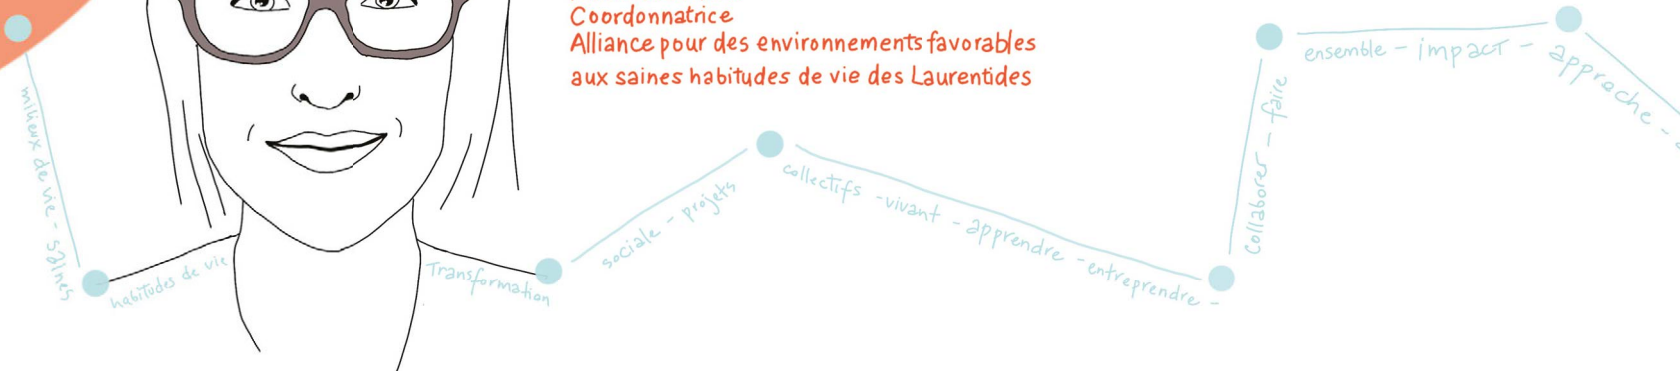 Coordonnatrice
Alliance pour des environnements favorables
aux saines habitudes de vie des Laurentides
milieux de vie - saines
habitudes de vie
Transformation
sociale - projets
collectifs - vivant - apprendre - entreprendre -
Collaborer - faire
ensemble - impact -
approche -